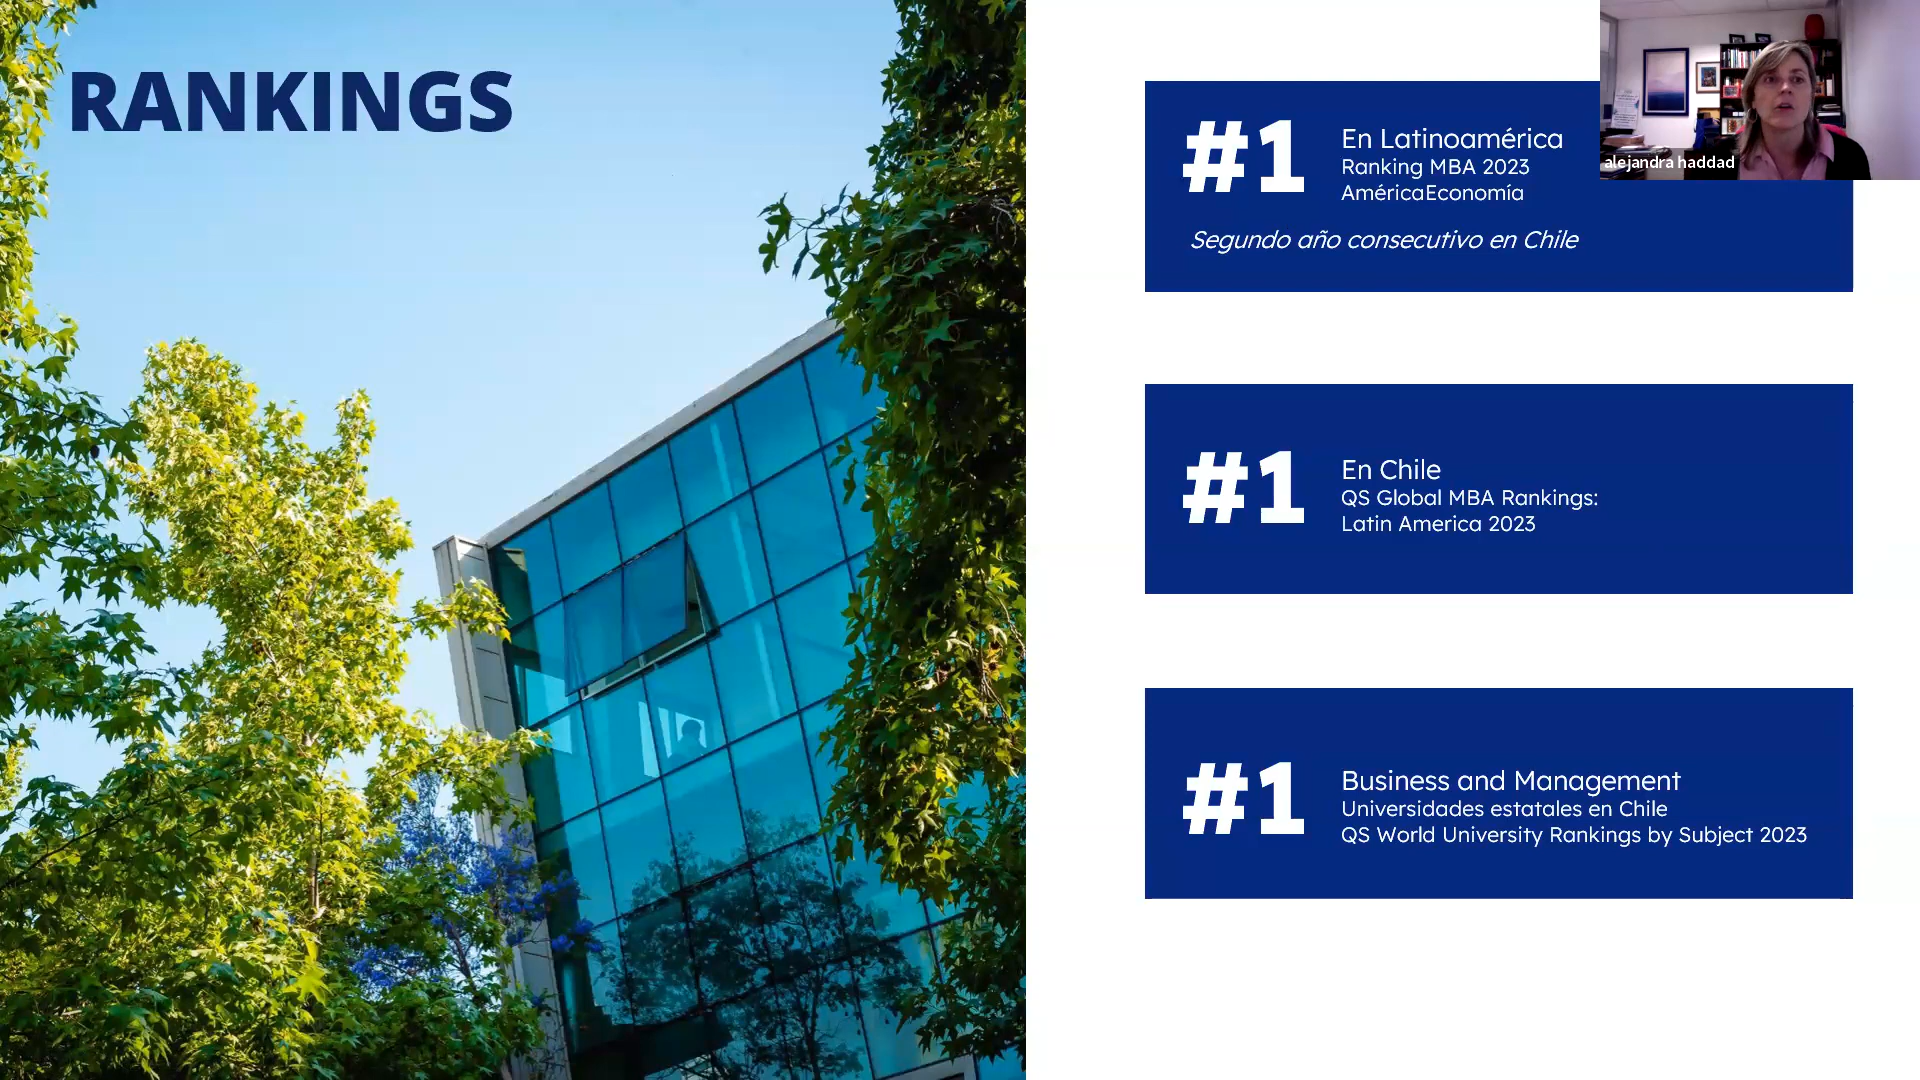 RANKINGS
#1
En Latinoamérica
Ranking MBA 2023
AméricaEconomía
Segundo año consecutivo en Chile
alejandra haddad
#1
En Chile
QS Global MBA Rankings:
Latin America 2023
#1
Business and Management
Universidades estatales en Chile
QS World University Rankings by Subject 2023